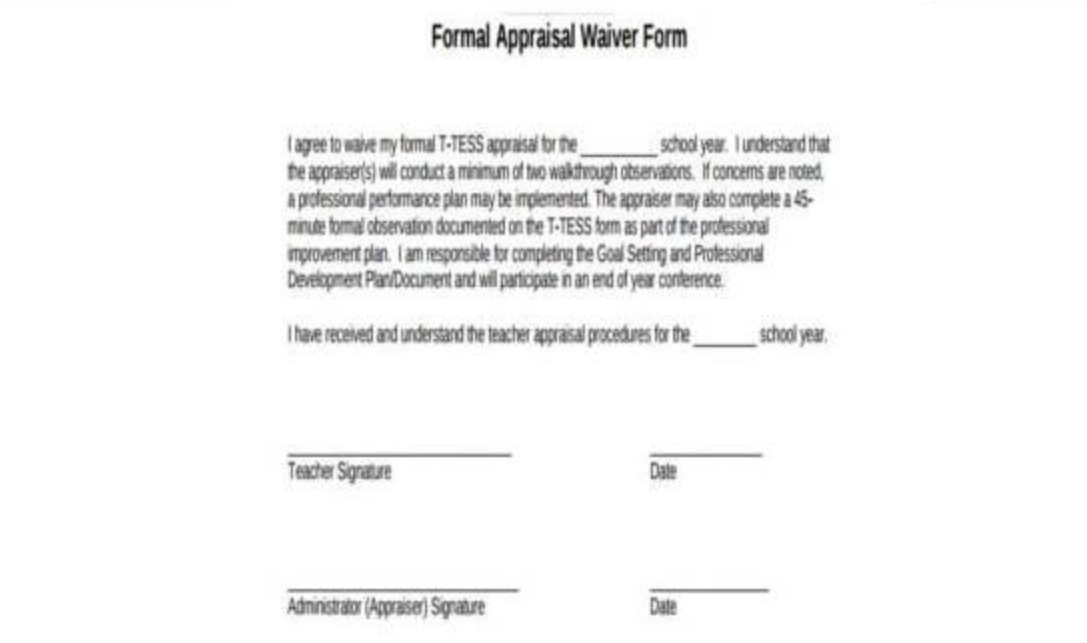 Formal Appraisal Waiver Form
I agree to waive my formal T-TESS appraisal for the __________ school year.  I understand that
the appraiser(s) will conduct a minimum of two walkthrough observations.  If concerns are noted,
a professional performance plan may be implemented. The appraiser may also complete a 45-
minute formal observation documented on the T-TESS form as part of the professional
improvement plan.  I am responsible for completing the Goal Setting and Professional
Development Plan/Document and will participate in an end of year conference.
I have received and understand the teacher appraisal procedures for the ________ school year.
Teacher Signature Date
Administrator (Appraiser) Signature Date